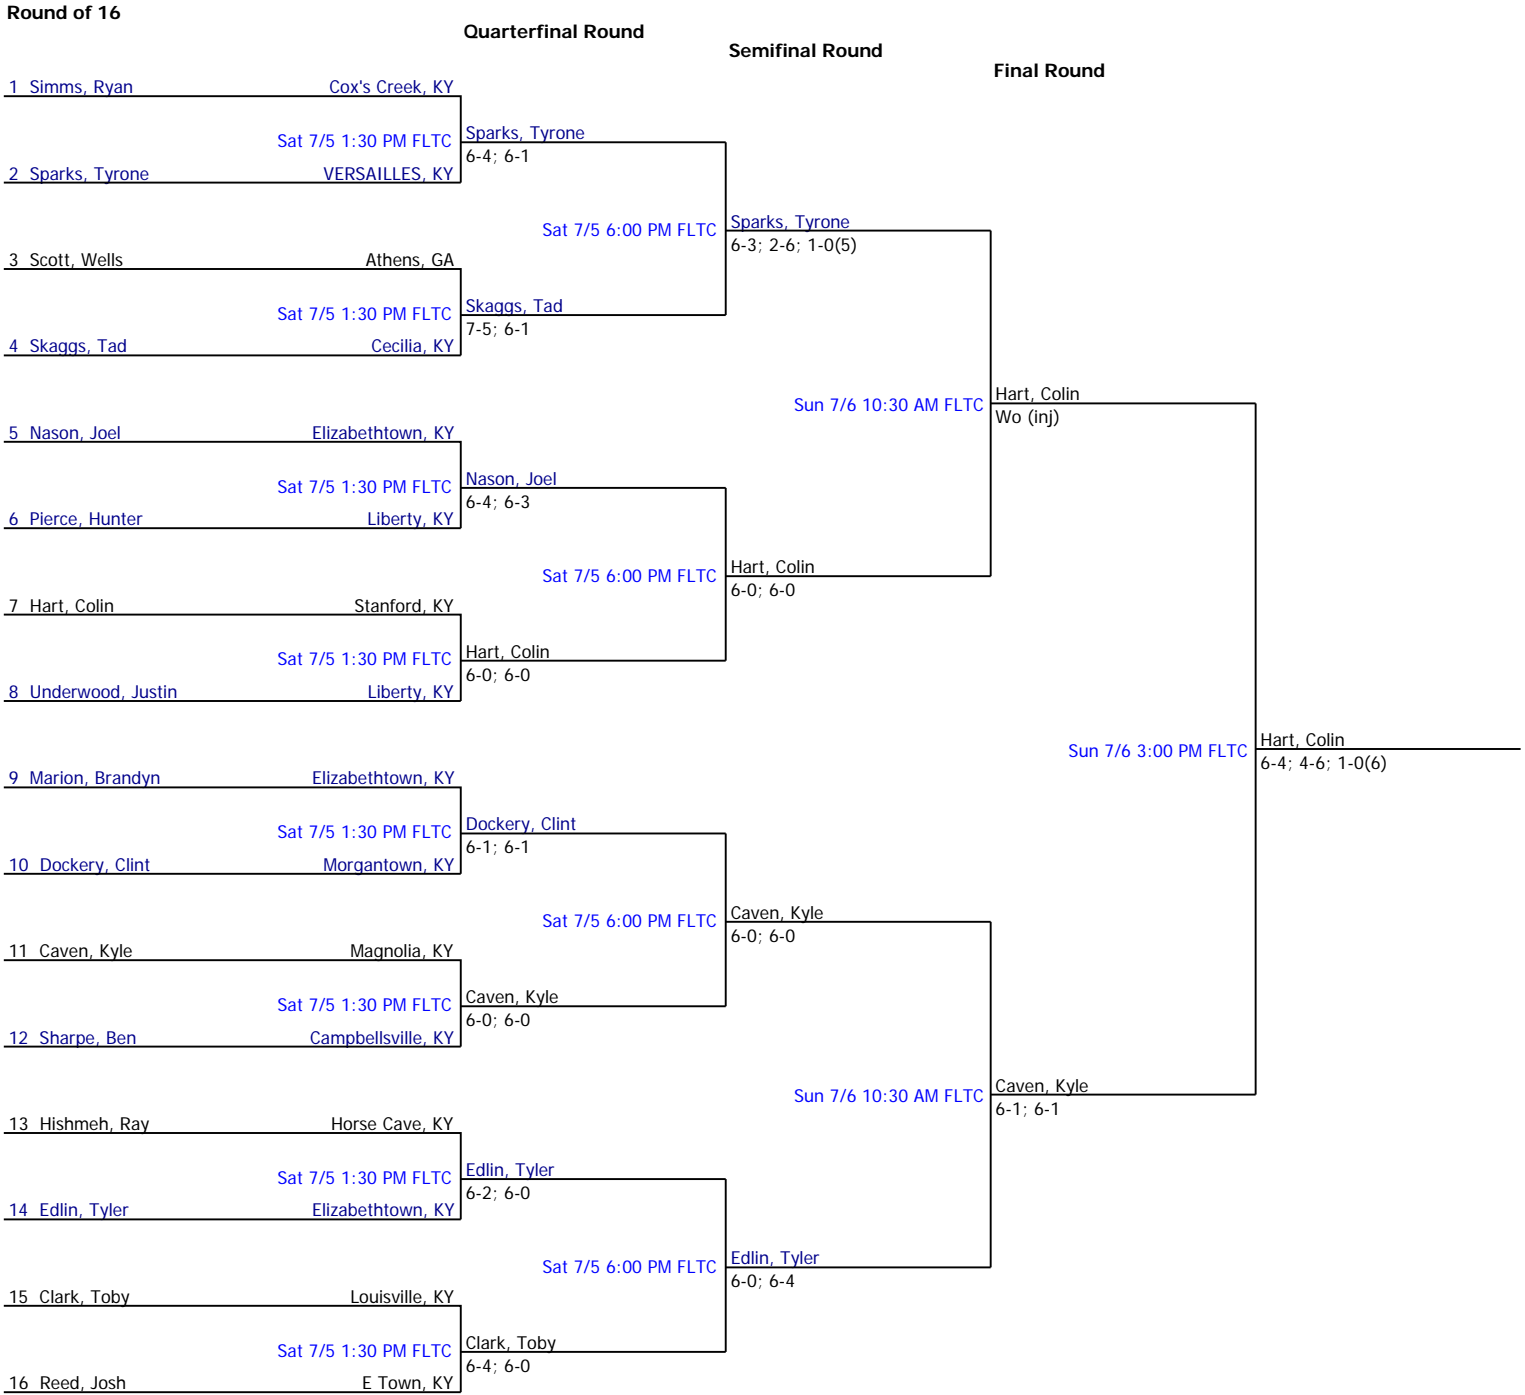 Round of 16
Quarterfinal Round
Semifinal Round
Final Round
1 Simms, Ryan Cox's Creek, KY
Sat 7/5 1:30 PM FLTC Sparks, Tyrone
6-4; 6-1
2 Sparks, Tyrone VERSAILLES, KY
Sat 7/5 6:00 PM FLTC Sparks, Tyrone
6-3; 2-6; 1-0(5)
3 Scott, Wells Athens, GA
Sat 7/5 1:30 PM FLTC Skaggs, Tad
7-5; 6-1
4 Skaggs, Tad Cecilia, KY
Sun 7/6 10:30 AM FLTC Hart, Colin
Wo (inj)
5 Nason, Joel Elizabethtown, KY
Sat 7/5 1:30 PM FLTC Nason, Joel
6-4; 6-3
6 Pierce, Hunter Liberty, KY
Sat 7/5 6:00 PM FLTC Hart, Colin
6-0; 6-0
7 Hart, Colin Stanford, KY
Sat 7/5 1:30 PM FLTC Hart, Colin
6-0; 6-0
8 Underwood, Justin Liberty, KY
Sun 7/6 3:00 PM FLTC Hart, Colin
6-4; 4-6; 1-0(6)
9 Marion, Brandyn Elizabethtown, KY
Sat 7/5 1:30 PM FLTC Dockery, Clint
6-1; 6-1
10 Dockery, Clint Morgantown, KY
Sat 7/5 6:00 PM FLTC Caven, Kyle
6-0; 6-0
11 Caven, Kyle Magnolia, KY
Sat 7/5 1:30 PM FLTC Caven, Kyle
6-0; 6-0
12 Sharpe, Ben Campbellsville, KY
Sun 7/6 10:30 AM FLTC Caven, Kyle
6-1; 6-1
13 Hishmeh, Ray Horse Cave, KY
Sat 7/5 1:30 PM FLTC Edlin, Tyler
6-2; 6-0
14 Edlin, Tyler Elizabethtown, KY
Sat 7/5 6:00 PM FLTC Edlin, Tyler
6-0; 6-4
15 Clark, Toby Louisville, KY
Sat 7/5 1:30 PM FLTC Clark, Toby
6-4; 6-0
16 Reed, Josh E Town, KY